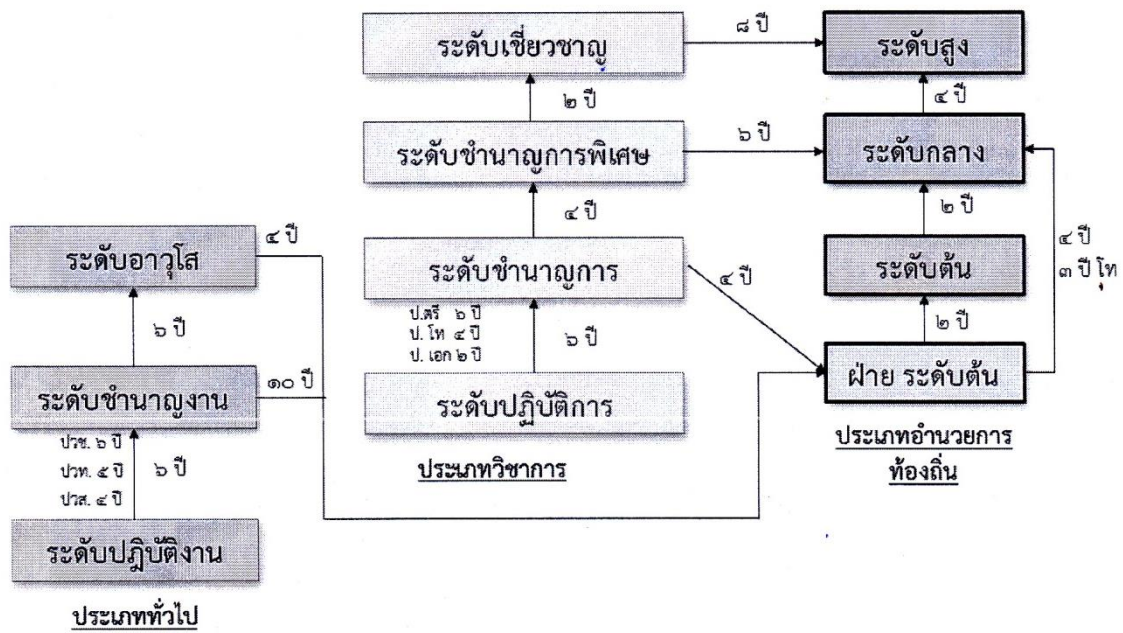 ระดับเชี่ยวชาญ
๘ ปี
ระดับสูง
๒ ปี
๔ ปี
ระดับชำนาญการพิเศษ
๖ ปี
ระดับกลาง
๔ ปี
๒ ปี
ระดับอาวุโส
๔ ปี
ระดับชำนาญการ
๔ ปี
ระดับต้น
๔ ปี
๓ ปี โท
๖ ปี
ป.ตรี ๖ ปี
ป. โท ๔ ปี
ป. เอก ๒ ปี
๖ ปี
๒ ปี
ระดับชำนาญงาน
๑๐ ปี
ระดับปฏิบัติการ
ฝ่าย ระดับต้น
ปวช. ๖ ปี
ปวท. ๕ ปี
ปวส. ๔ ปี
๖ ปี
ประเภทวิชาการ
ประเภทอำนวยการ
ท้องถิ่น
ระดับปฏิบัติงาน
ประเภททั่วไป